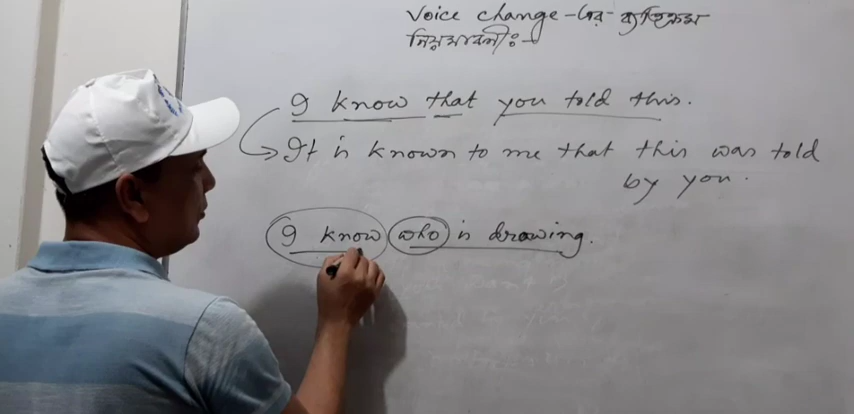 Voice change-এর ব্যতিক্রম
নিয়মাবলীঃ-
I know that you told this.
It is known to me that this was told
by you.
I know who is drawing.